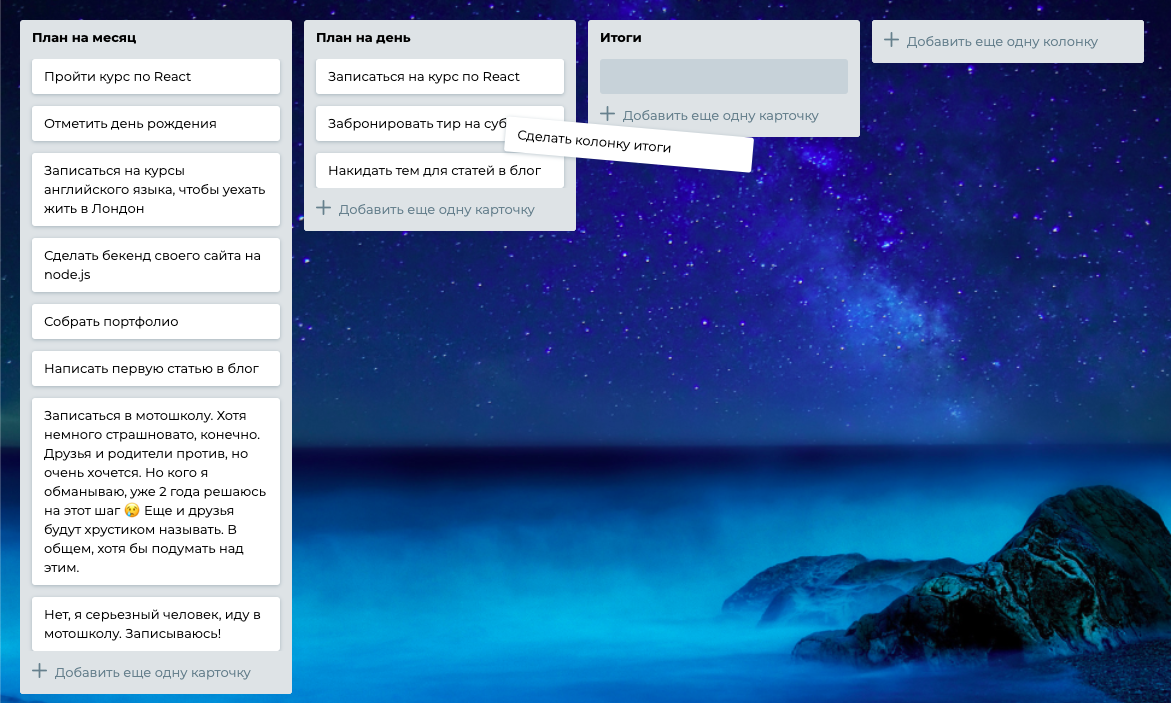 План на месяц
Пройти курс по React
Отметить день рождения
Записаться на курсы
английского языка, чтобы уехать
жить в Лондон
Сделать бекенд своего сайта на
node.js
Собрать портфолио
Написать первую статью в блог
Записаться в мотошколу. Хотя
немного страшновато, конечно.
Друзья и родители против, но
очень хочется. Но кого я
обманываю, уже 2 года решаюсь
на этот шаг 😢 Еще и друзья
будут хрустиком называть. В
общем, хотя бы подумать над
этим.
Нет, я серьезный человек, иду в
мотошколу. Записываюсь!
Добавить еще одну карточку
План на день
Записаться на курс по React
Забронировать тир на
Накидать тем для статей в блог
Добавить еще одну карточку
Итоги
Добавить еще одну карточку
Сделать колонку итоги
Добавить еще одну колонку